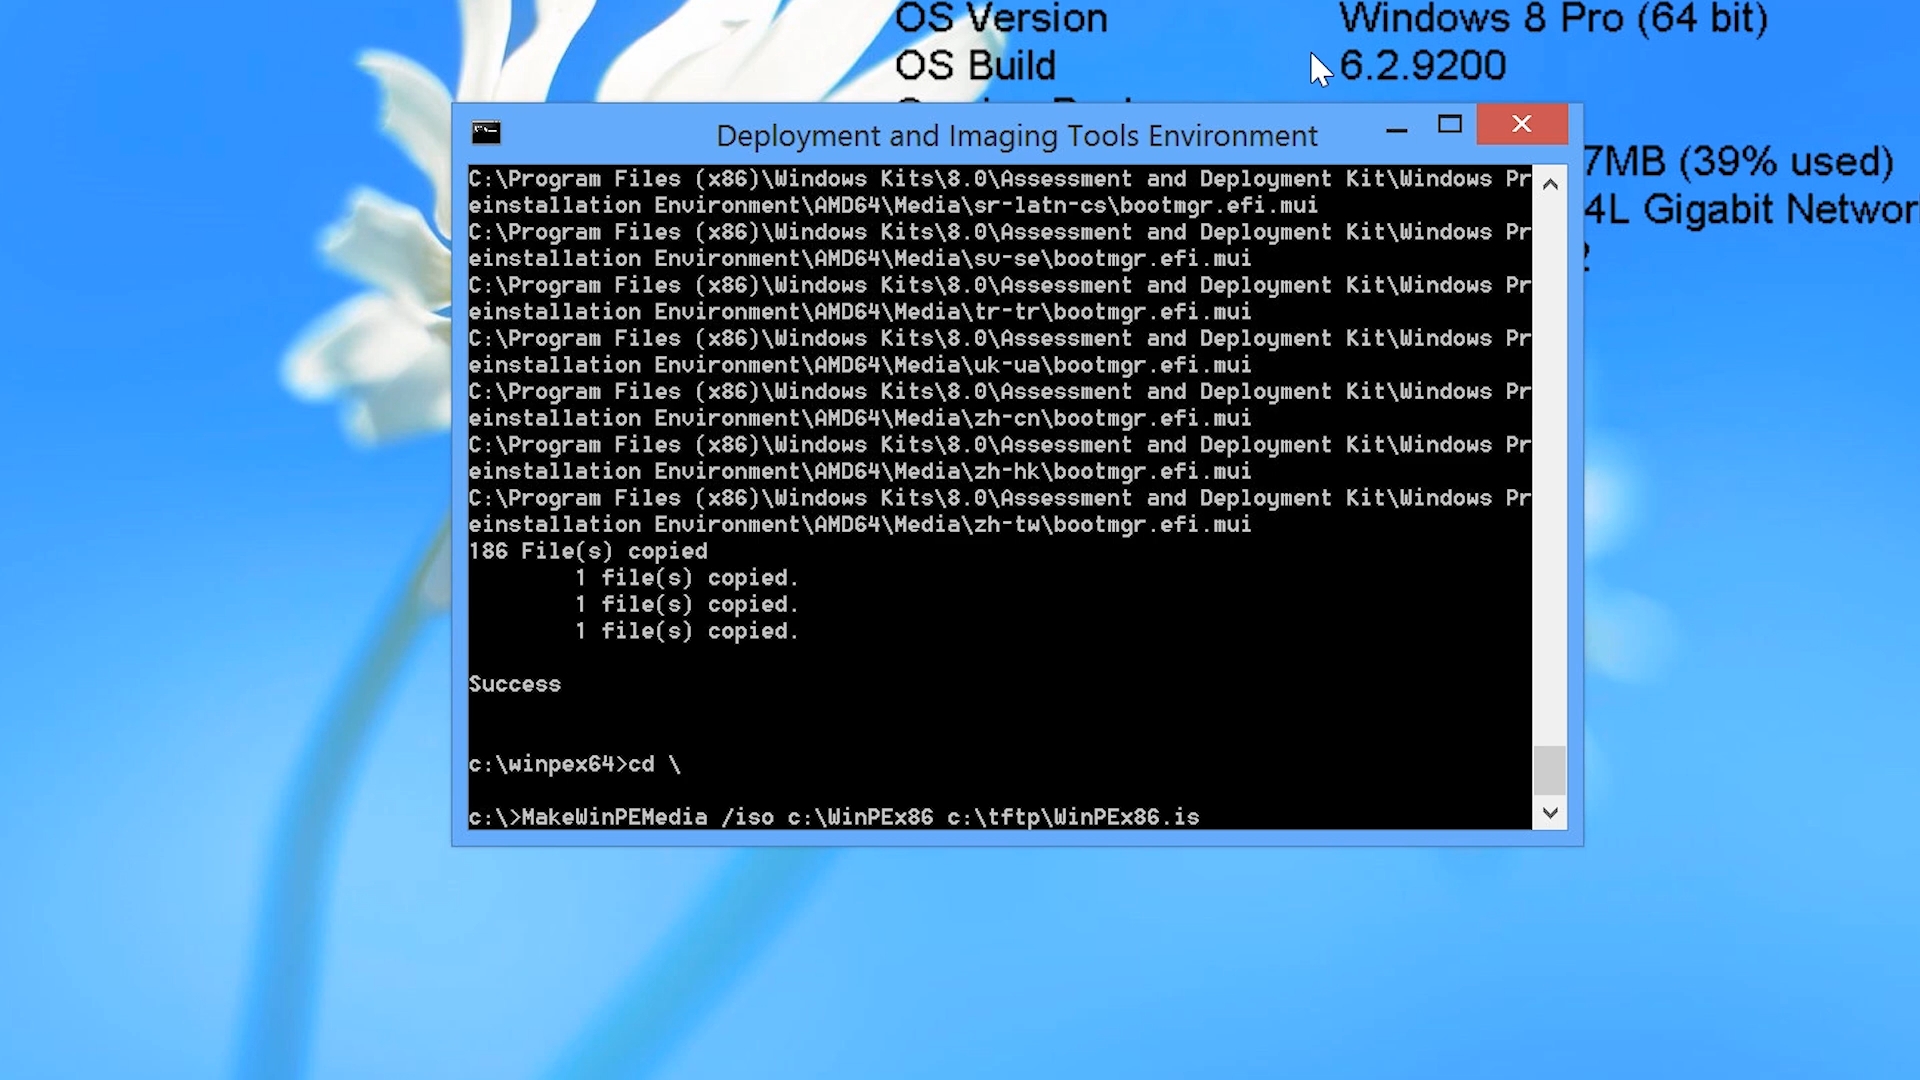 OS Version Windows 8 Pro (64 bit)
OS Build 6.2.9200
7MB (39% used)
4L Gigabit Networ
Deployment and Imaging Tools Environment
C:\Program Files (x86)\Windows Kits\8.0\Assessment and Deployment Kit\Windows Pr
einstallation Environment\AMD64\Media\sr-latn-cs\bootmgr.efi.mui
C:\Program Files (x86)\Windows Kits\8.0\Assessment and Deployment Kit\Windows Pr
einstallation Environment\AMD64\Media\sv-se\bootmgr.efi.mui
C:\Program Files (x86)\Windows Kits\8.0\Assessment and Deployment Kit\Windows Pr
einstallation Environment\AMD64\Media\tr-tr\bootmgr.efi.mui
C:\Program Files (x86)\Windows Kits\8.0\Assessment and Deployment Kit\Windows Pr
einstallation Environment\AMD64\Media\uk-ua\bootmgr.efi.mui
C:\Program Files (x86)\Windows Kits\8.0\Assessment and Deployment Kit\Windows Pr
einstallation Environment\AMD64\Media\zh-cn\bootmgr.efi.mui
C:\Program Files (x86)\Windows Kits\8.0\Assessment and Deployment Kit\Windows Pr
einstallation Environment\AMD64\Media\zh-hk\bootmgr.efi.mui
C:\Program Files (x86)\Windows Kits\8.0\Assessment and Deployment Kit\Windows Pr
einstallation Environment\AMD64\Media\zh-tw\bootmgr.efi.mui
186 File(s) copied
1 file(s) copied.
1 file(s) copied.
1 file(s) copied.
Success
c:\winpex64>cd \
c:\>MakeWinPEMedia /iso c:\WinPEx86 c:\tftp\WinPEx86.is